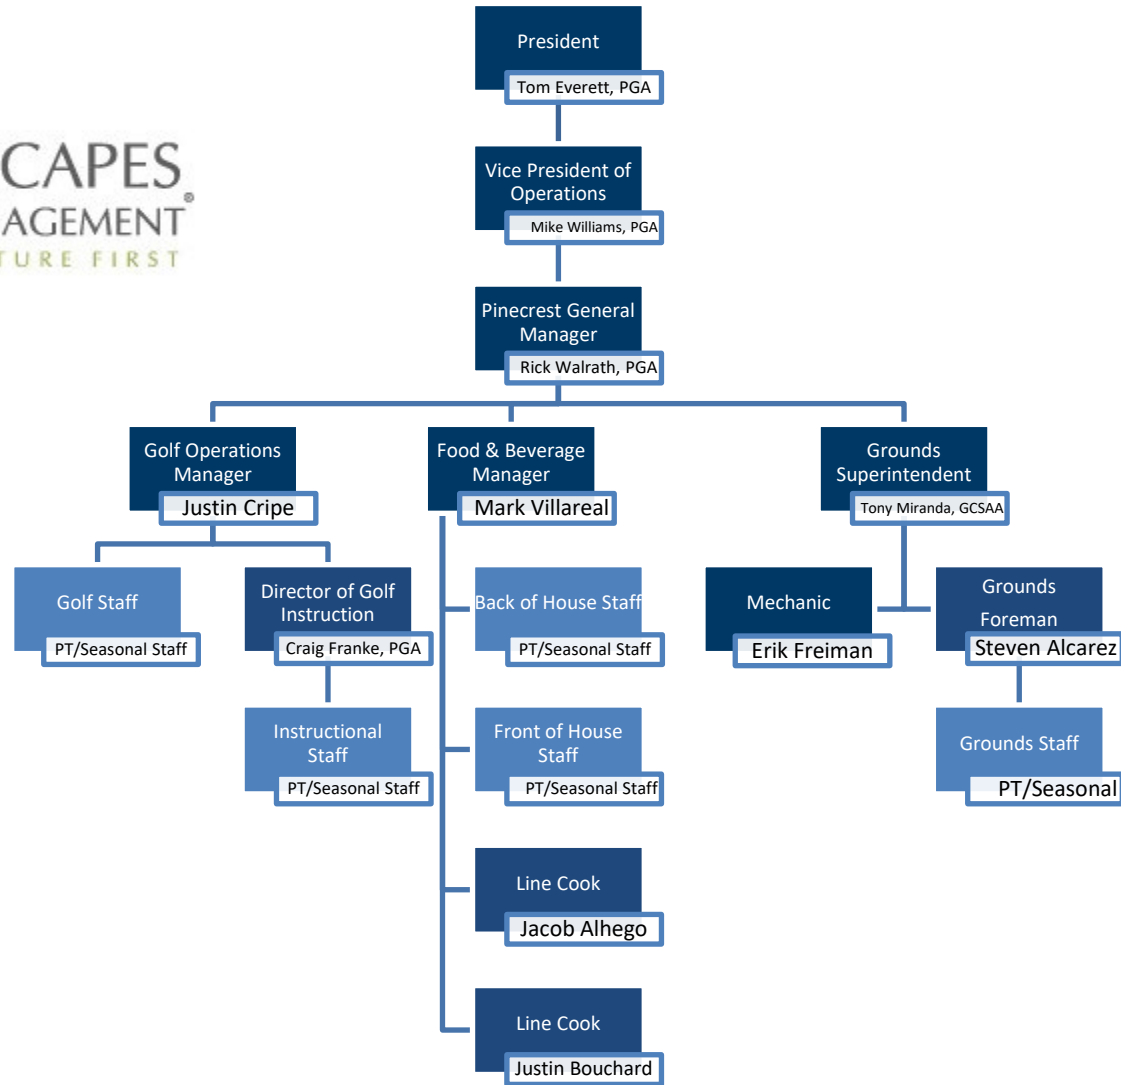 President
Tom Everett, PGA
CAPES
AGEMENT®
TURE FIRST
Vice President of
Operations
Mike Williams, PGA
Pinecrest General
Manager
Rick Walrath, PGA
Golf Operations
Manager
Justin Cripe
Food & Beverage
Manager
Mark Villareal
Grounds
Superintendent
Tony Miranda, GCSAA
Golf Staff
PT/Seasonal Staff
Director of Golf
Instruction
Craig Franke, PGA
Back of House Staff
PT/Seasonal Staff
Mechanic
Erik Freiman
Grounds
Foreman
Steven Alcarez
Instructional
Staff
PT/Seasonal Staff
Front of House
Staff
PT/Seasonal Staff
Grounds Staff
PT/Seasonal
Line Cook
Jacob Alhego
Line Cook
Justin Bouchard